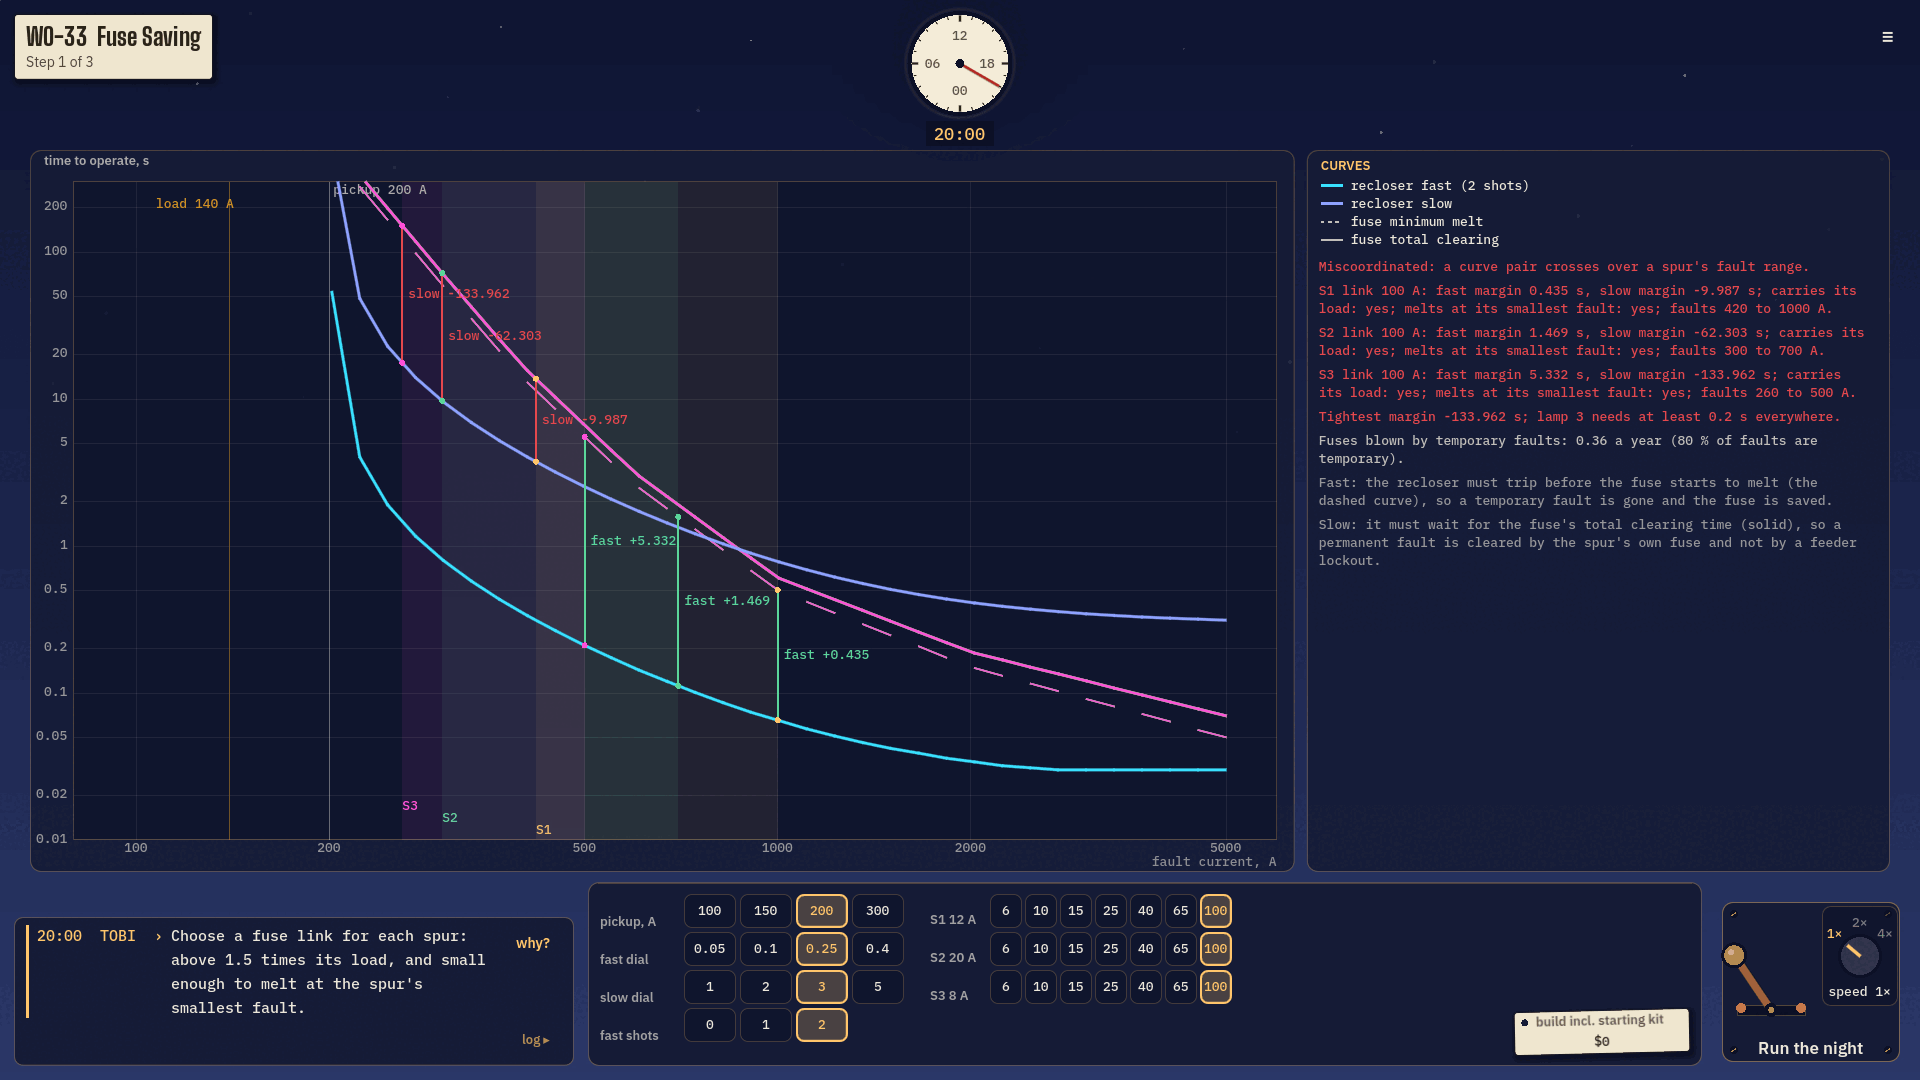 WO-33 Fuse Saving
Step 1 of 3
12
06 18
00
20:00
≡
time to operate, s
pickup 200 A
load 140 A
200
100
50
20
10
5
2
1
0.5
0.2
0.1
0.05
0.02
0.01
slow -133.962
slow -62.303
slow -9.987
fast +5.332
fast +1.469
fast +0.435
S3
S2
S1
100 200 500 1000 2000 5000
fault current, A
CURVES
recloser fast (2 shots)
recloser slow
fuse minimum melt
fuse total clearing
Miscoordinated: a curve pair crosses over a spur's fault range.
S1 link 100 A: fast margin 0.435 s, slow margin -9.987 s; carries its
load: yes; melts at its smallest fault: yes; faults 420 to 1000 A.
S2 link 100 A: fast margin 1.469 s, slow margin -62.303 s; carries its
load: yes; melts at its smallest fault: yes; faults 300 to 700 A.
S3 link 100 A: fast margin 5.332 s, slow margin -133.962 s; carries
its load: yes; melts at its smallest fault: yes; faults 260 to 500 A.
Tightest margin -133.962 s; lamp 3 needs at least 0.2 s everywhere.
Fuses blown by temporary faults: 0.36 a year (80 % of faults are
temporary).
Fast: the recloser must trip before the fuse starts to melt (the
dashed curve), so a temporary fault is gone and the fuse is saved.
Slow: it must wait for the fuse's total clearing time (solid), so a
permanent fault is cleared by the spur's own fuse and not by a feeder
lockout.
20:00 TOBI › Choose a fuse link for each spur:
above 1.5 times its load, and small
enough to melt at the spur's
smallest fault.
why?
log ▸
pickup, A 100 150 200 300
fast dial 0.05 0.1 0.25 0.4
slow dial 1 2 3 5
fast shots 0 1 2
S1 12 A 6 10 15 25 40 65 100
S2 20 A 6 10 15 25 40 65 100
S3 8 A 6 10 15 25 40 65 100
build incl. starting kit
$0
1× 2× 4×
speed 1×
Run the night